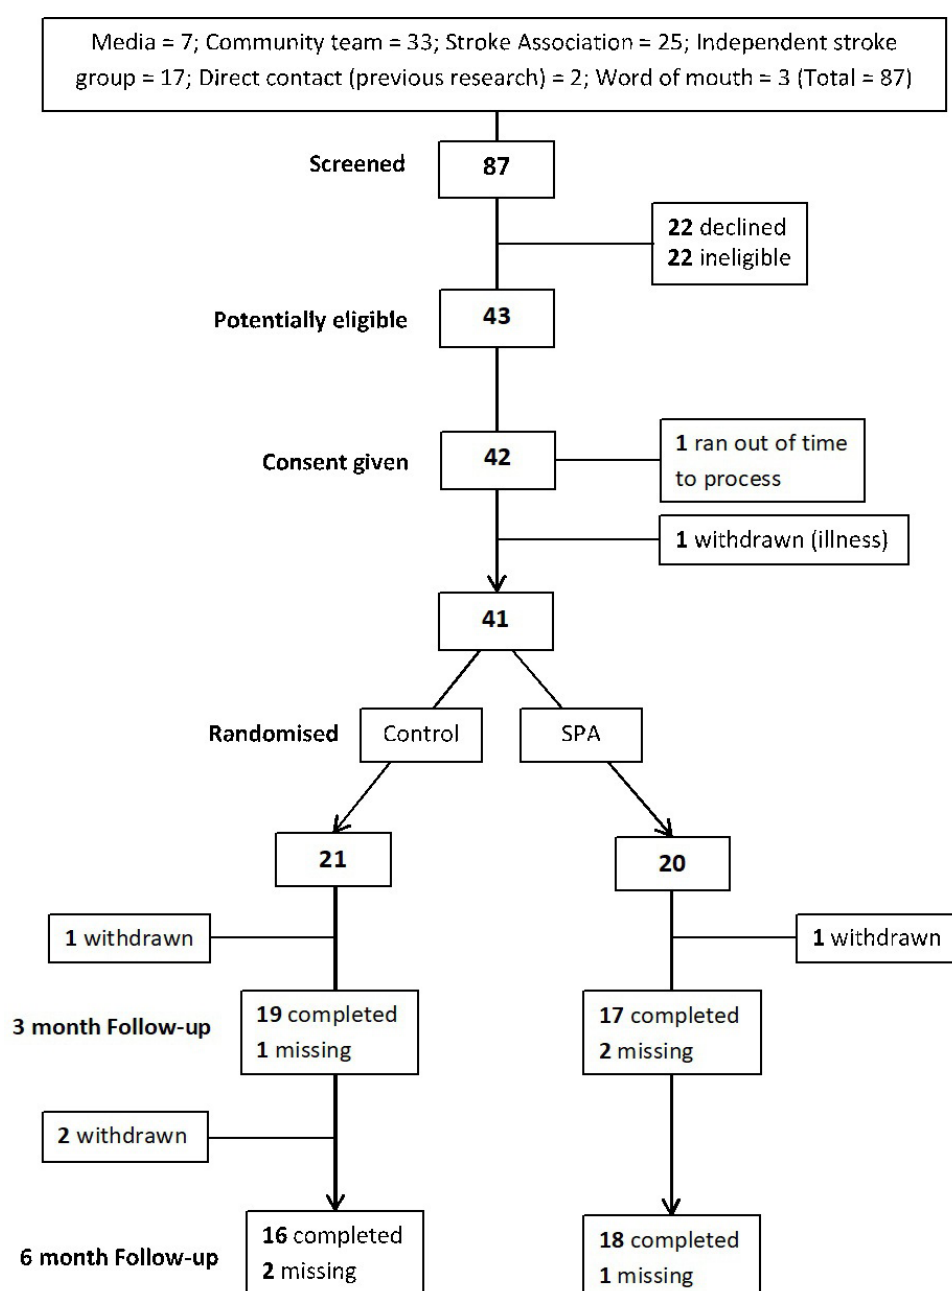 Media = 7; Community team = 33; Stroke Association = 25; Independent stroke
group = 17; Direct contact (previous research) = 2; Word of mouth = 3 (Total = 87)
Screened
87
22 declined
22 ineligible
Potentially eligible
43
Consent given
42
1 ran out of time
to process
1 withdrawn (illness)
41
Randomised
Control
SPA
21
20
1 withdrawn
1 withdrawn
3 month Follow-up
19 completed
1 missing
17 completed
2 missing
2 withdrawn
6 month Follow-up
16 completed
2 missing
18 completed
1 missing